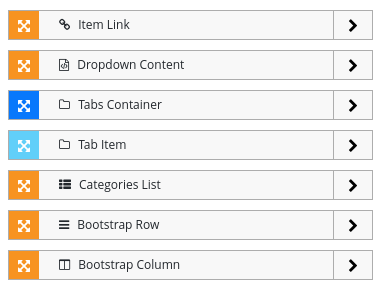 Item Link
Dropdown Content
Tabs Container
Tab Item
Categories List
Bootstrap Row
Bootstrap Column